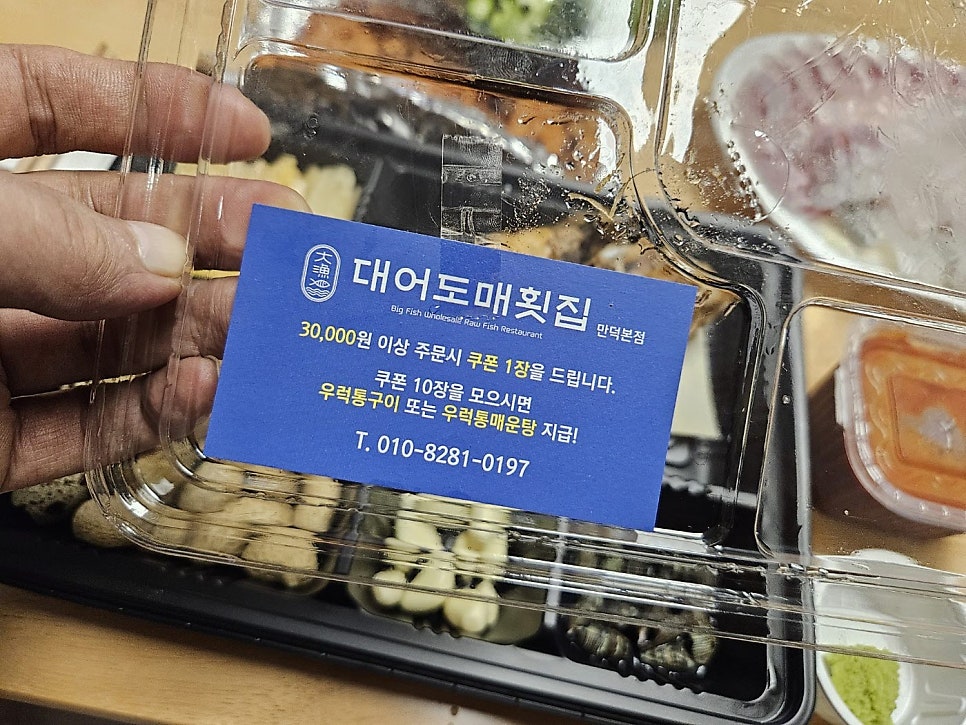 大漁
대어도매횟집 만덕본점
Big Fish Wholesale Raw Fish Restaurant
30,000원 이상 주문시 쿠폰 1장을 드립니다.
쿠폰 10장을 모으시면
우럭통구이 또는 우럭통매운탕 지급!
T. 010-8281-0197